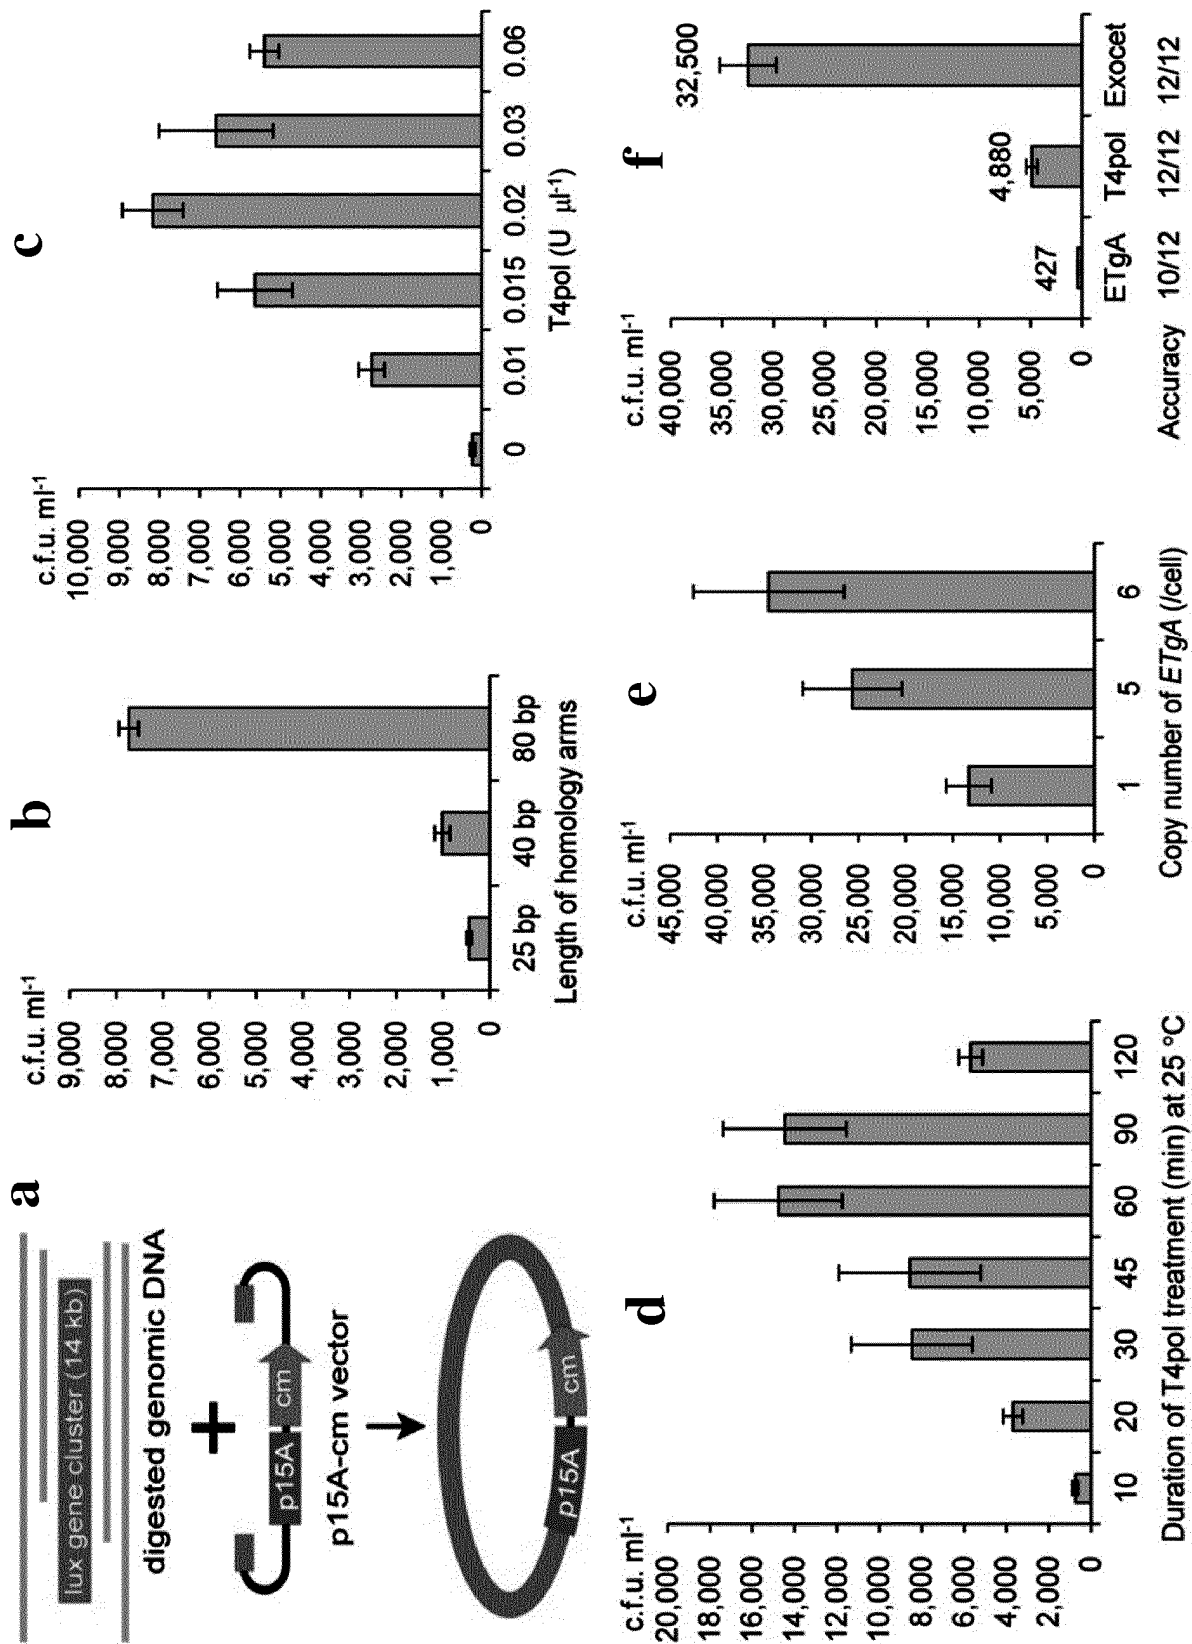 a
lux gene cluster (14 kb)
digested genomic DNA
+
p15A cm
p15A-cm vector
p15A cm
b
c.f.u. ml-1
9,000
8,000
7,000
6,000
5,000
4,000
3,000
2,000
1,000
0
25 bp 40 bp 80 bp
Length of homology arms
c
c.f.u. ml-1
10,000
9,000
8,000
7,000
6,000
5,000
4,000
3,000
2,000
1,000
0
0 0.01 0.015 0.02 0.03 0.06
T4pol (U μl-1)
d
c.f.u. ml-1
20,000
18,000
16,000
14,000
12,000
10,000
8,000
6,000
4,000
2,000
0
10 20 30 45 60 90 120
Duration of T4pol treatment (min) at 25 °C
e
c.f.u. ml-1
45,000
40,000
35,000
30,000
25,000
20,000
15,000
10,000
5,000
0
1 5 6
Copy number of ETgA (/cell)
f
c.f.u. ml-1
40,000
35,000
30,000
25,000
20,000
15,000
10,000
5,000
0
427 4,880 32,500
ETgA T4pol Exocet
Accuracy 10/12 12/12 12/12